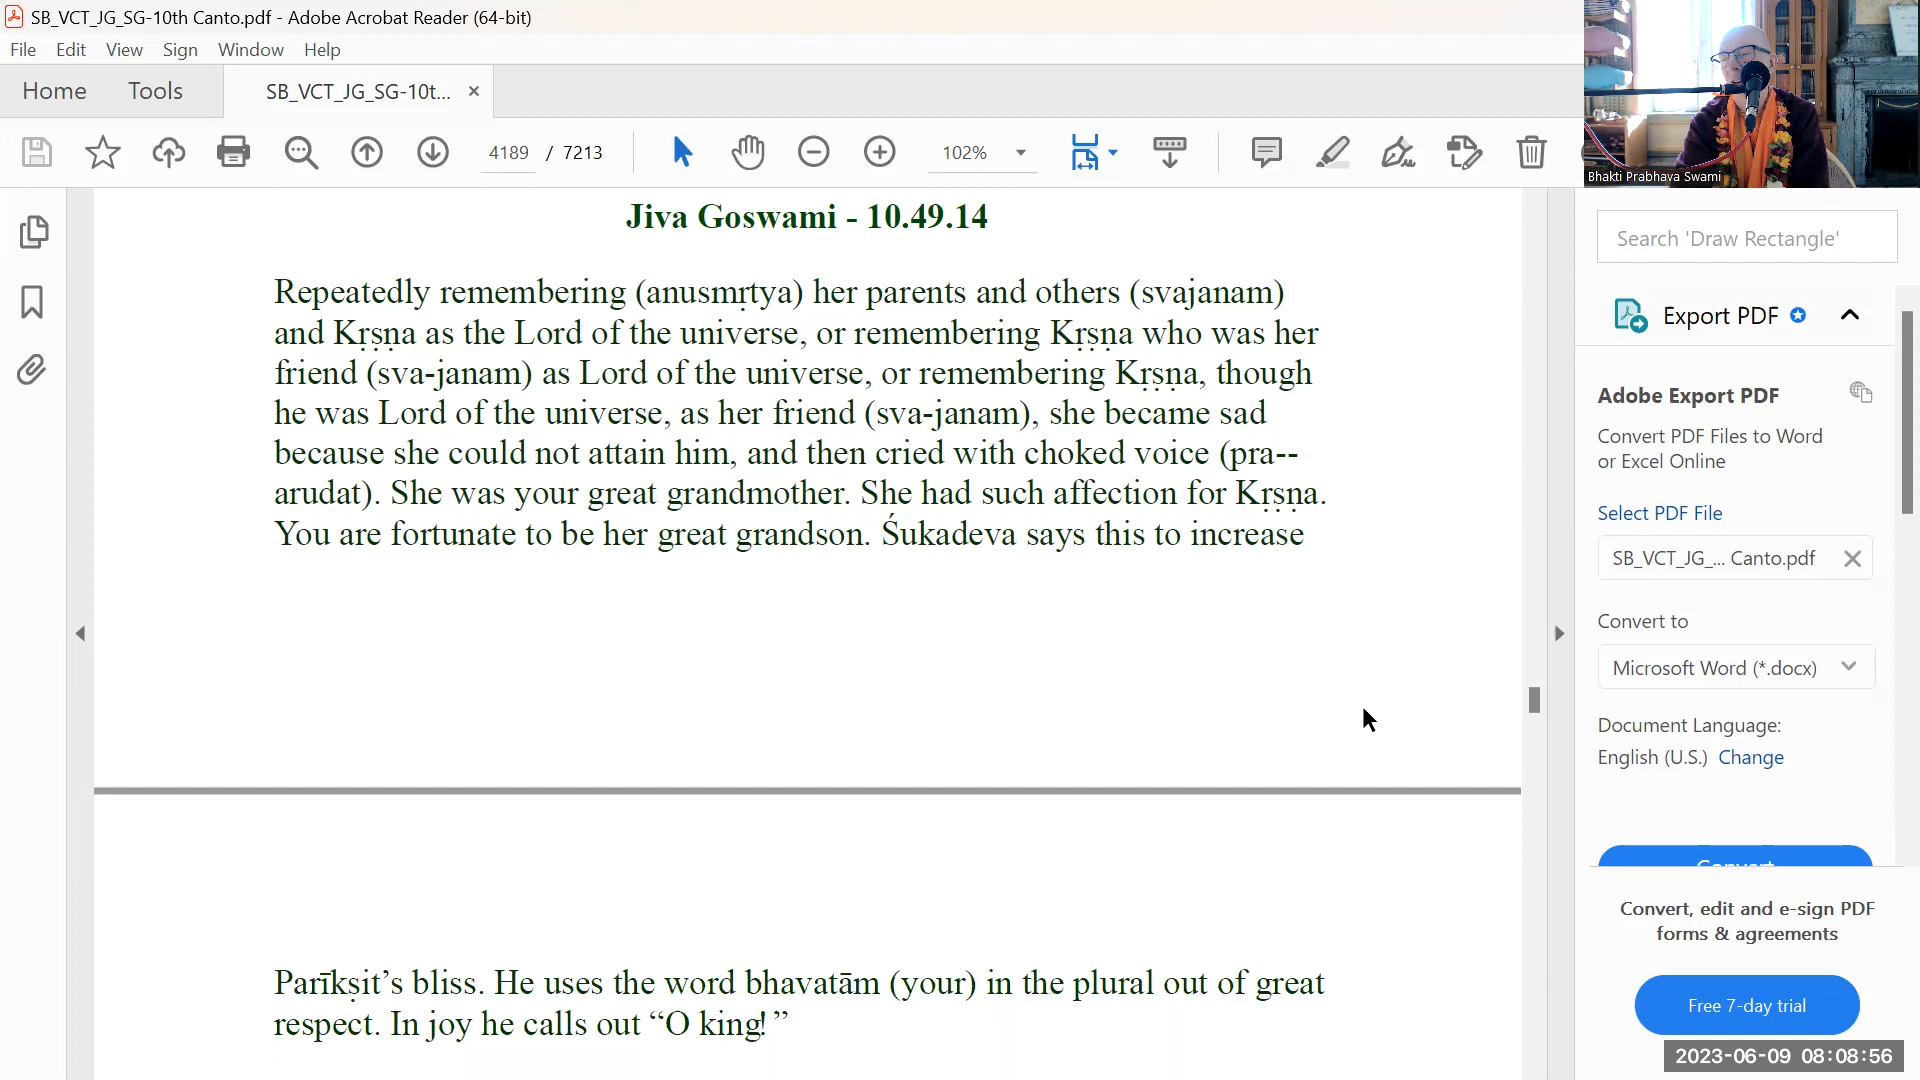 SB_VCT_JG_SG-10th Canto.pdf - Adobe Acrobat Reader (64-bit)
File Edit View Sign Window Help
Home Tools SB_VCT_JG_SG-10t... ×
4189 / 7213 102%
Bhakti Prabhava Swami
Jiva Goswami - 10.49.14
Repeatedly remembering (anusmṛtya) her parents and others (svajanam)
and Kṛṣṇa as the Lord of the universe, or remembering Kṛṣṇa who was her
friend (sva-janam) as Lord of the universe, or remembering Kṛṣṇa, though
he was Lord of the universe, as her friend (sva-janam), she became sad
because she could not attain him, and then cried with choked voice (pra--
arudat). She was your great grandmother. She had such affection for Kṛṣṇa.
You are fortunate to be her great grandson. Śukadeva says this to increase
Parīkṣit’s bliss. He uses the word bhavatām (your) in the plural out of great
respect. In joy he calls out “O king!”
Search 'Draw Rectangle'
Export PDF
Adobe Export PDF
Convert PDF Files to Word
or Excel Online
Select PDF File
SB_VCT_JG_... Canto.pdf
Convert to
Microsoft Word (*.docx)
Document Language:
English (U.S.) Change
Convert
Convert, edit and e-sign PDF
forms & agreements
Free 7-day trial
2023-06-09 08:08:56